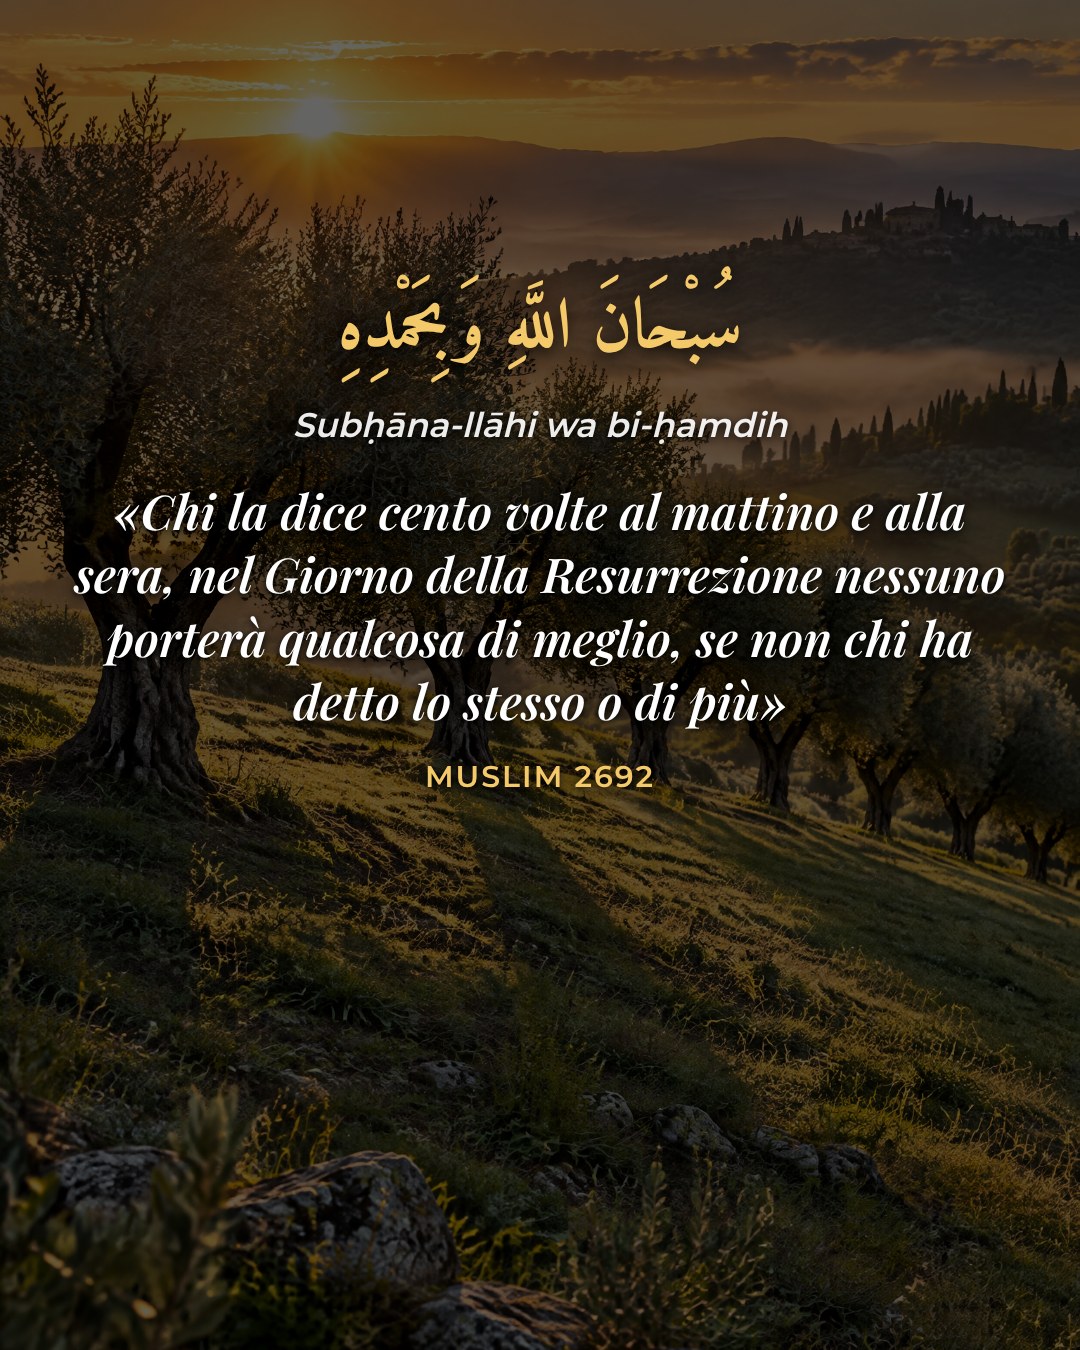 سُبْحَانَ اللَّهِ وَبِحَمْدِهِ
Subḥāna-llāhi wa bi-ḥamdih
«Chi la dice cento volte al mattino e alla
sera, nel Giorno della Resurrezione nessuno
porterà qualcosa di meglio, se non chi ha
detto lo stesso o di più»
MUSLIM 2692